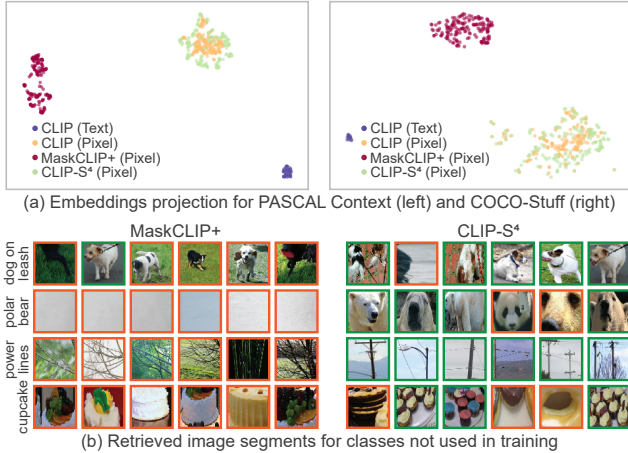 CLIP (Text)
CLIP (Pixel)
MaskCLIP+ (Pixel)
CLIP-S⁴ (Pixel)
CLIP (Text)
CLIP (Pixel)
MaskCLIP+ (Pixel)
CLIP-S⁴ (Pixel)
(a) Embeddings projection for PASCAL Context (left) and COCO-Stuff (right)
MaskCLIP+
CLIP-S⁴
dog on
leash
polar
bear
power
lines
cupcake
(b) Retrieved image segments for classes not used in training